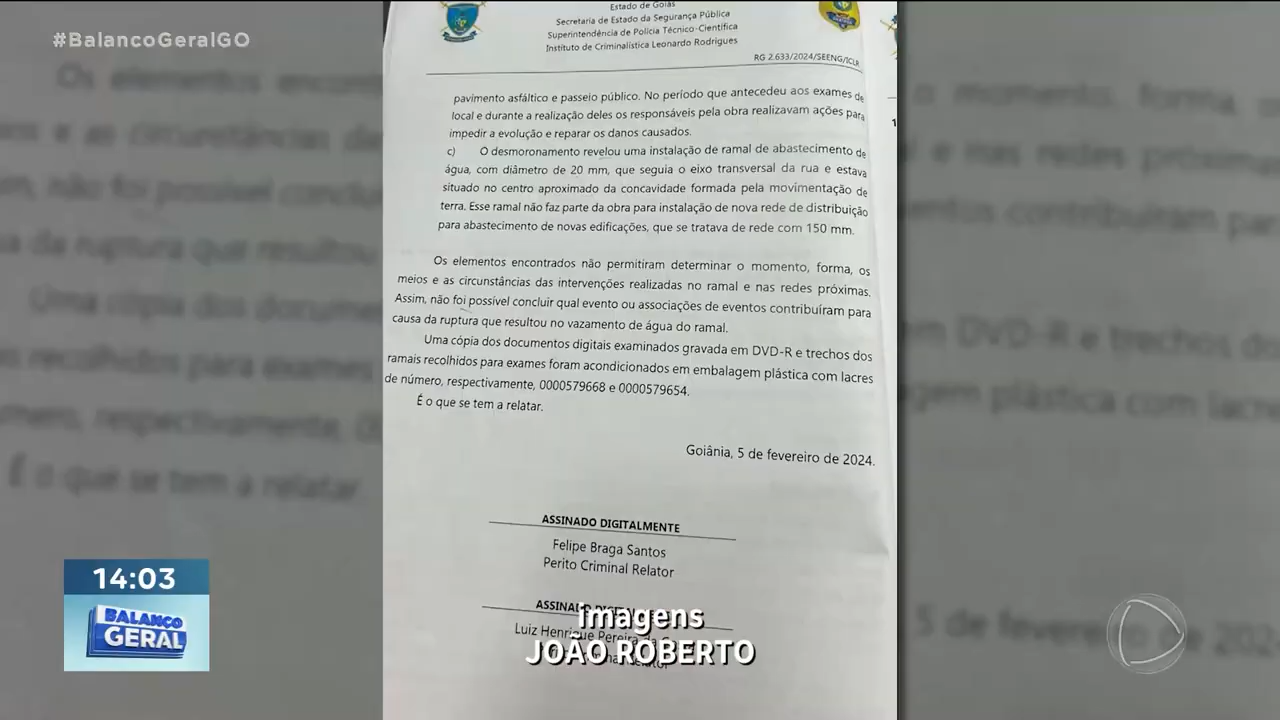 #BalancoGeralGO
Estado de Goiás
Secretaria de Estado da Segurança Pública
Superintendência de Polícia Técnico-Científica
Instituto de Criminalística Leonardo Rodrigues
RG 2.633/2024/SEENG/ICLR
pavimento asfáltico e passeio público. No período que antecedeu aos exames de
local e durante a realização deles os responsáveis pela obra realizavam ações para
impedir a evolução e reparar os danos causados.
c) O desmoronamento revelou uma instalação de ramal de abastecimento de
água, com diâmetro de 20 mm, que seguia o eixo transversal da rua e estava
situado no centro aproximado da concavidade formada pela movimentação de
terra. Esse ramal não faz parte da obra para instalação de nova rede de distribuição
para abastecimento de novas edificações, que se tratava de rede com 150 mm.
Os elementos encontrados não permitiram determinar o momento, forma, os
meios e as circunstâncias das intervenções realizadas no ramal e nas redes próximas.
Assim, não foi possível concluir qual evento ou associações de eventos contribuíram para
causa da ruptura que resultou no vazamento de água do ramal.
Uma cópia dos documentos digitais examinados gravada em DVD-R e trechos dos
ramais recolhidos para exames foram acondicionados em embalagem plástica com lacres
de número, respectivamente, 0000579668 e 0000579654.
É o que se tem a relatar.
Goiânia, 5 de fevereiro de 2024.
ASSINADO DIGITALMENTE
Felipe Braga Santos
Perito Criminal Relator
Luiz Henrique Pereira
Imagens
JOÃO ROBERTO
14:03
BALANÇO
GERAL